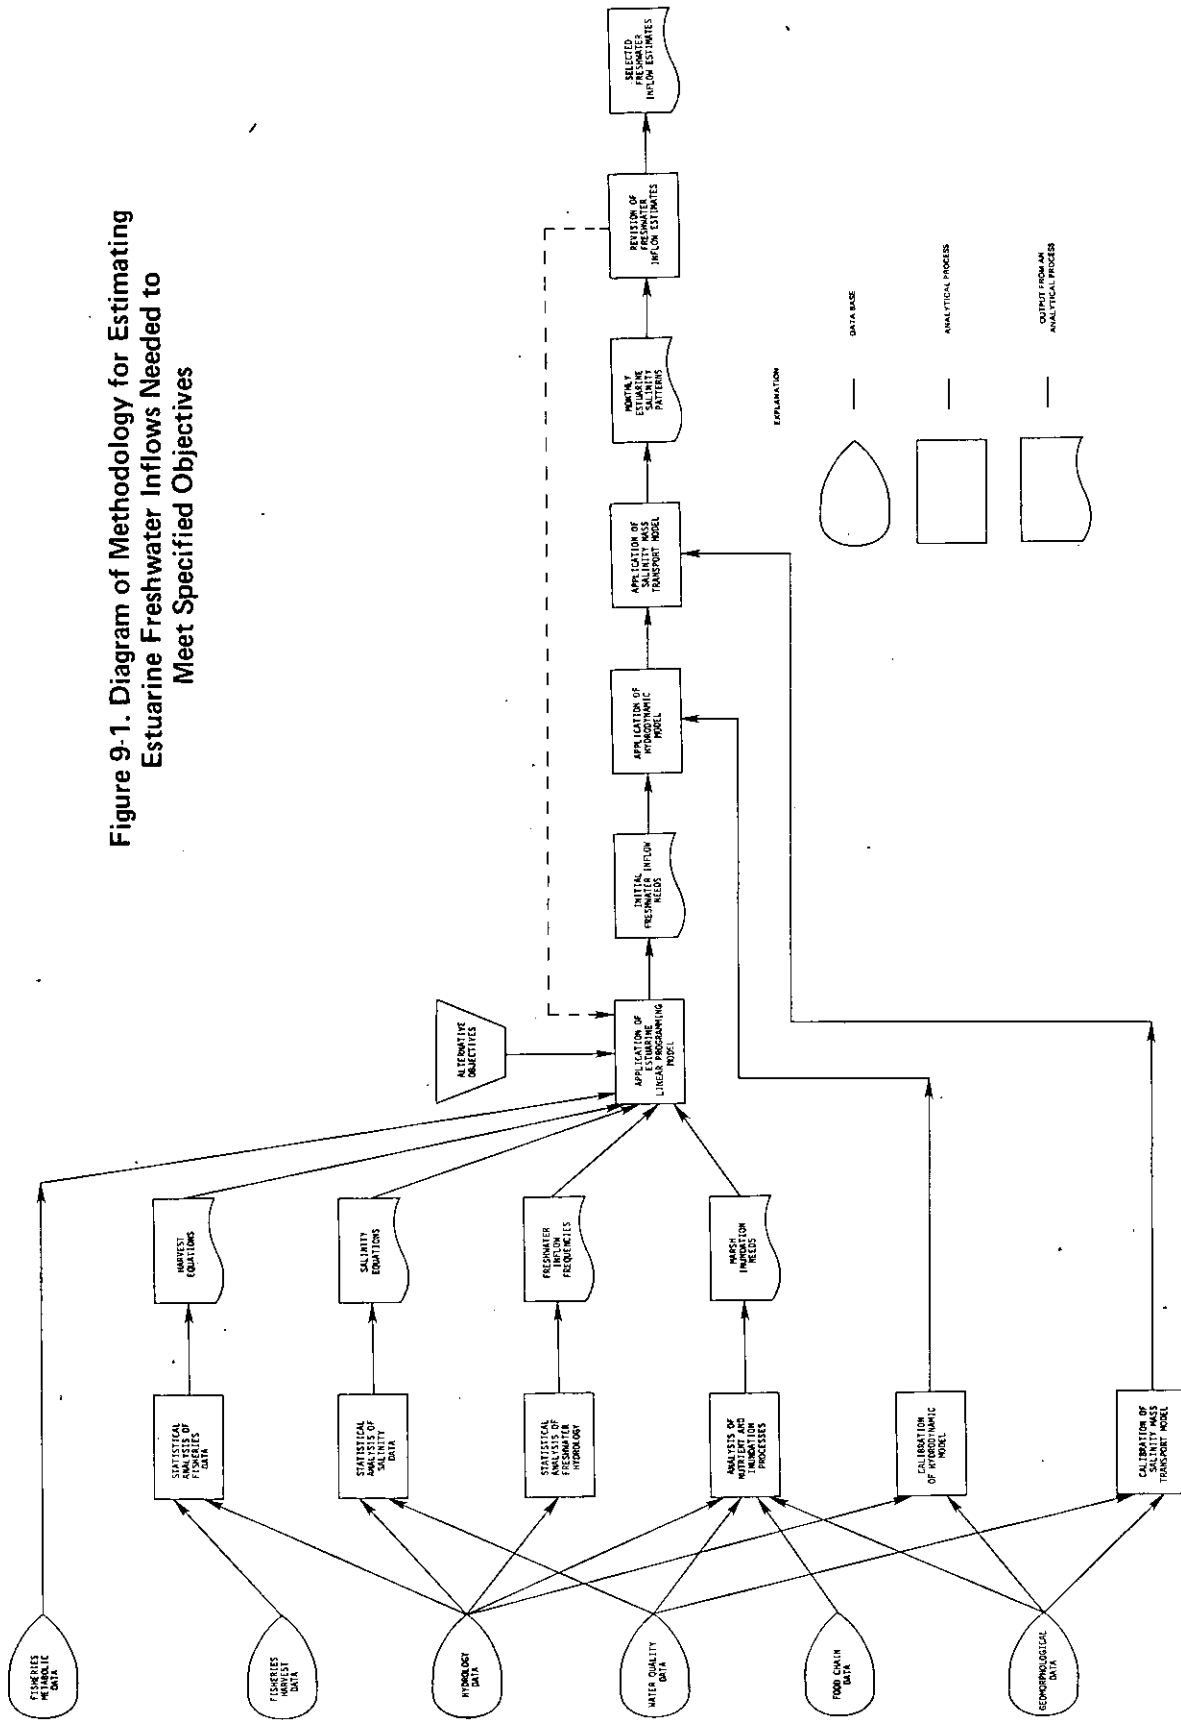 Figure 9-1. Diagram of Methodology for Estimating
Estuarine Freshwater Inflows Needed to
Meet Specified Objectives
FISHERIES
METABOLIC
DATA
FISHERIES
HARVEST
DATA
HYDROLOGY
DATA
WATER QUALITY
DATA
FOOD CHAIN
DATA
GEOMORPHOLOGICAL
DATA
STATISTICAL
ANALYSIS OF
FISHERIES
DATA
STATISTICAL
ANALYSIS OF
SALINITY
DATA
STATISTICAL
ANALYSIS OF
FRESHWATER
HYDROLOGY
ANALYSIS OF
NUTRIENT AND
INUNDATION
PROCESSES
CALIBRATION
OF HYDRODYNAMIC
MODEL
CALIBRATION OF
SALINITY MASS
TRANSPORT MODEL
HARVEST
EQUATIONS
SALINITY
EQUATIONS
FRESHWATER
INFLOW
FREQUENCIES
MARSH
INUNDATION
NEEDS
ALTERNATIVE
OBJECTIVES
APPLICATION OF
ESTUARINE
LINEAR PROGRAMMING
MODEL
INITIAL
FRESHWATER INFLOW
NEEDS
APPLICATION OF
HYDRODYNAMIC
MODEL
APPLICATION OF
SALINITY MASS
TRANSPORT MODEL
MONTHLY
ESTUARINE
SALINITY
PATTERNS
REVISION OF
FRESHWATER
INFLOW ESTIMATES
SELECTED
FRESHWATER
INFLOW ESTIMATES
EXPLANATION
DATA BASE
ANALYTICAL PROCESS
OUTPUT FROM AN
ANALYTICAL PROCESS